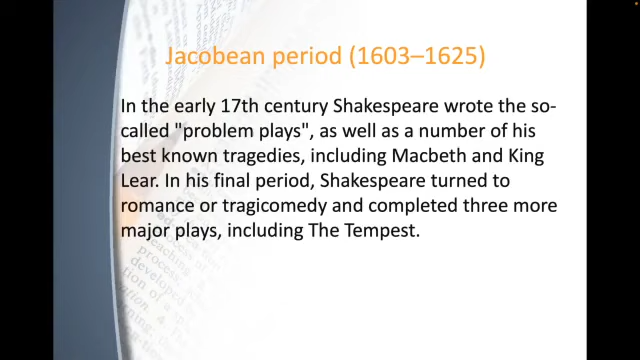 Jacobean period (1603–1625)
In the early 17th century Shakespeare wrote the so-
called "problem plays", as well as a number of his
best known tragedies, including Macbeth and King
Lear. In his final period, Shakespeare turned to
romance or tragicomedy and completed three more
major plays, including The Tempest.